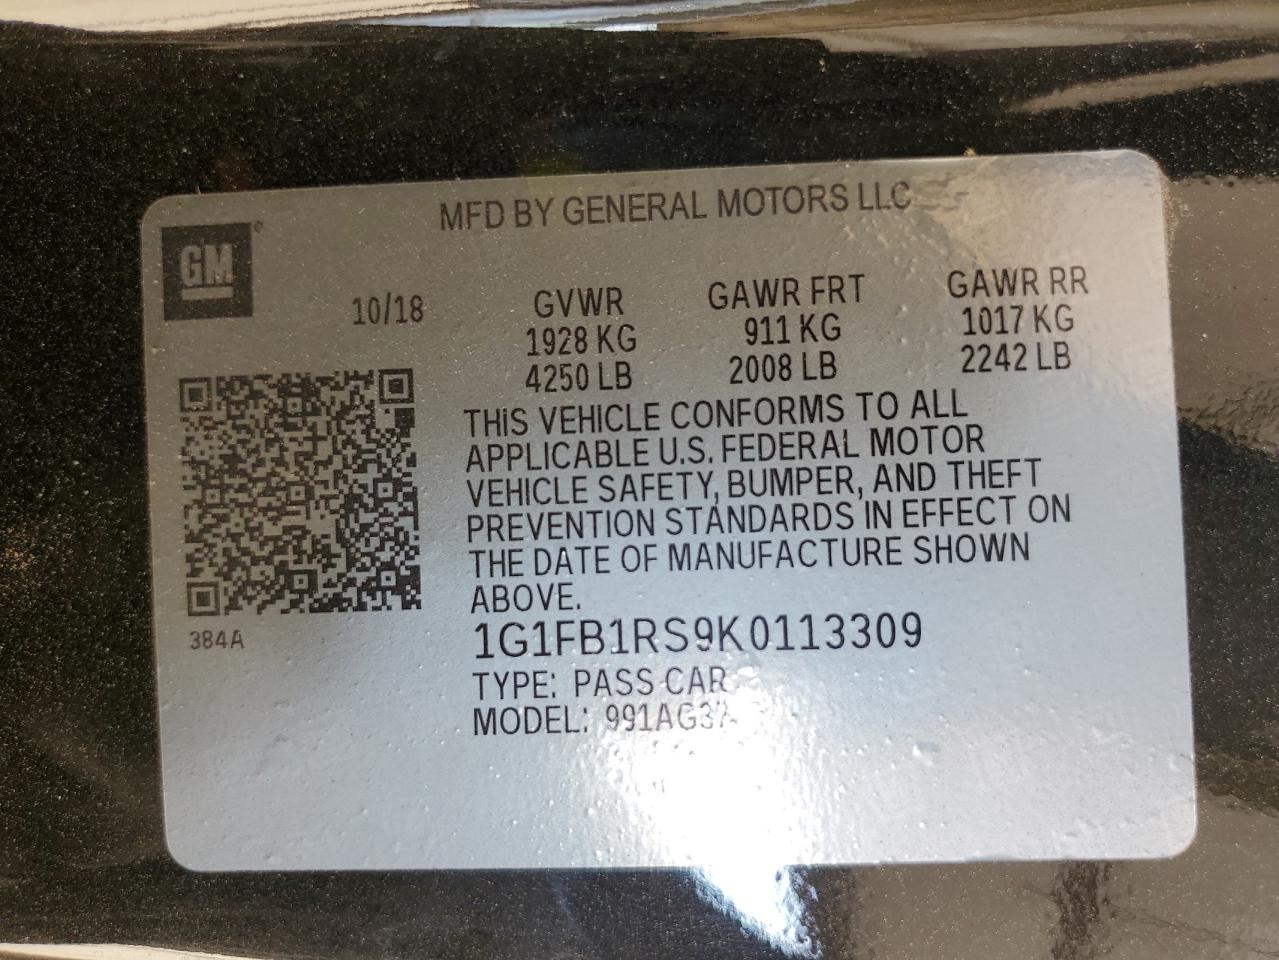 MFD BY GENERAL MOTORS LLC
GM®
10/18
GVWR
1928 KG
4250 LB
GAWR FRT
911 KG
2008 LB
GAWR RR
1017 KG
2242 LB
THIS VEHICLE CONFORMS TO ALL
APPLICABLE U.S. FEDERAL MOTOR
VEHICLE SAFETY, BUMPER, AND THEFT
PREVENTION STANDARDS IN EFFECT ON
THE DATE OF MANUFACTURE SHOWN
ABOVE.
384A
1G1FB1RS9K0113309
TYPE: PASS CAR
MODEL: